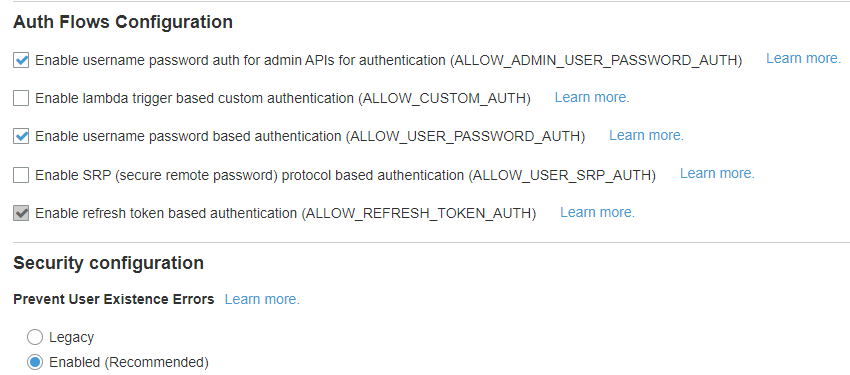 Auth Flows Configuration
Enable username password auth for admin APIs for authentication (ALLOW_ADMIN_USER_PASSWORD_AUTH) Learn more.
Enable lambda trigger based custom authentication (ALLOW_CUSTOM_AUTH) Learn more.
Enable username password based authentication (ALLOW_USER_PASSWORD_AUTH) Learn more.
Enable SRP (secure remote password) protocol based authentication (ALLOW_USER_SRP_AUTH) Learn more.
Enable refresh token based authentication (ALLOW_REFRESH_TOKEN_AUTH) Learn more.
Security configuration
Prevent User Existence Errors Learn more.
Legacy
Enabled (Recommended)